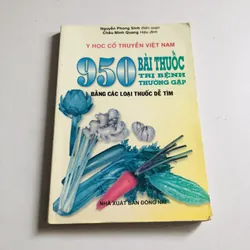 Nguyễn Phong Sinh biên soạn
Châu Minh Quang Hiệu đính
Y HỌC CỔ TRUYỀN VIỆT NAM
950 BÀI THUỐC
TRỊ BỆNH
THƯỜNG GẶP
BẰNG CÁC LOẠI THUỐC DỄ TÌM
NHÀ XUẤT BẢN ĐỒNG NAI